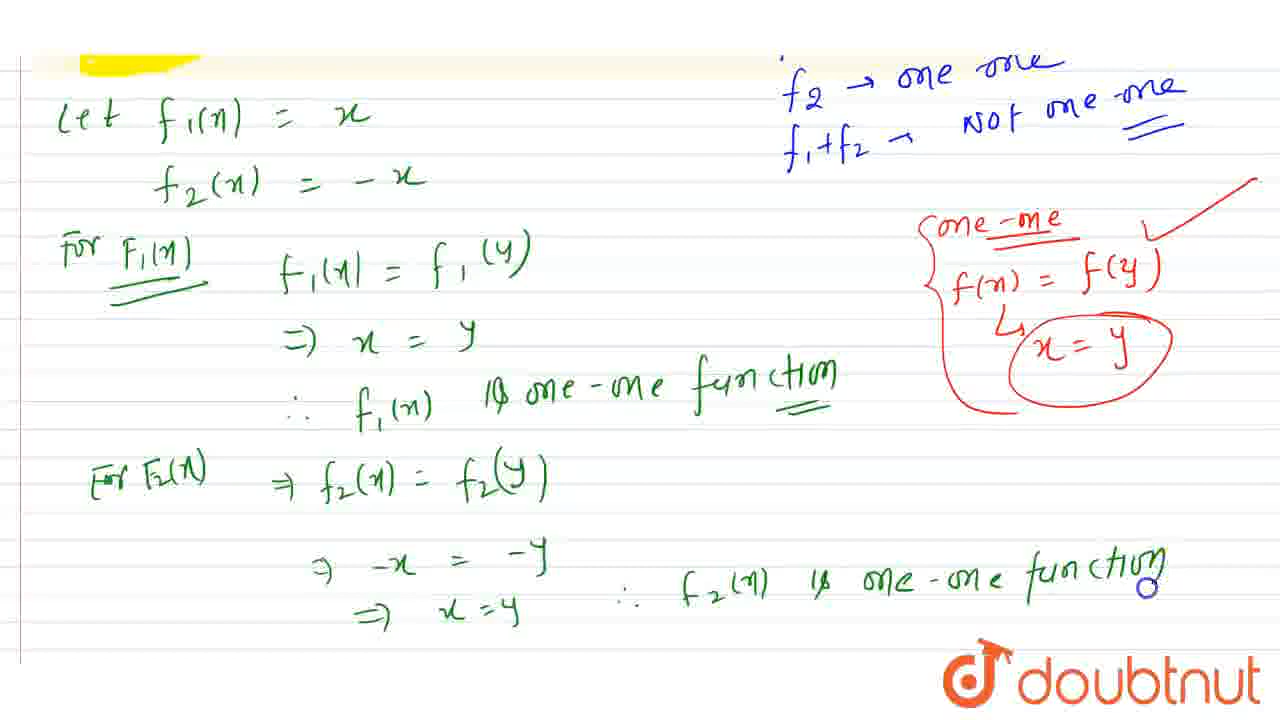 f2 → one one
f1+f2 → Not one-one
Let f1(x) = x
f2(x) = -x
one-one
f(x) = f(y)
x = y
For F1(x) f1(x) = f1(y)
⇒ x = y
∴ f1(x) is one-one function
For F2(x) ⇒ f2(x) = f2(y)
⇒ -x = -y
⇒ x = y ∴ f2(x) is one-one function
doubtnut